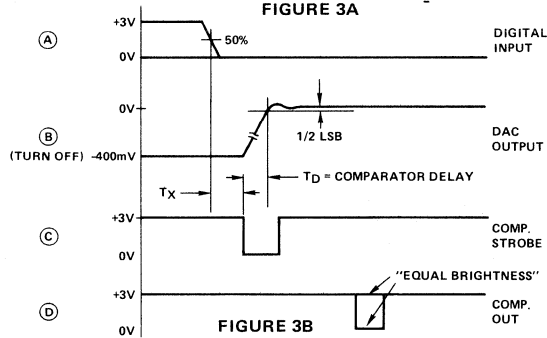 FIGURE 3A
A
+3V
0V
50%
DIGITAL
INPUT
B
(TURN OFF)
0V
-400mV
1/2 LSB
DAC
OUTPUT
TX
TD = COMPARATOR DELAY
C
+3V
0V
COMP.
STROBE
D
+3V
0V
"EQUAL BRIGHTNESS"
COMP.
OUT
FIGURE 3B